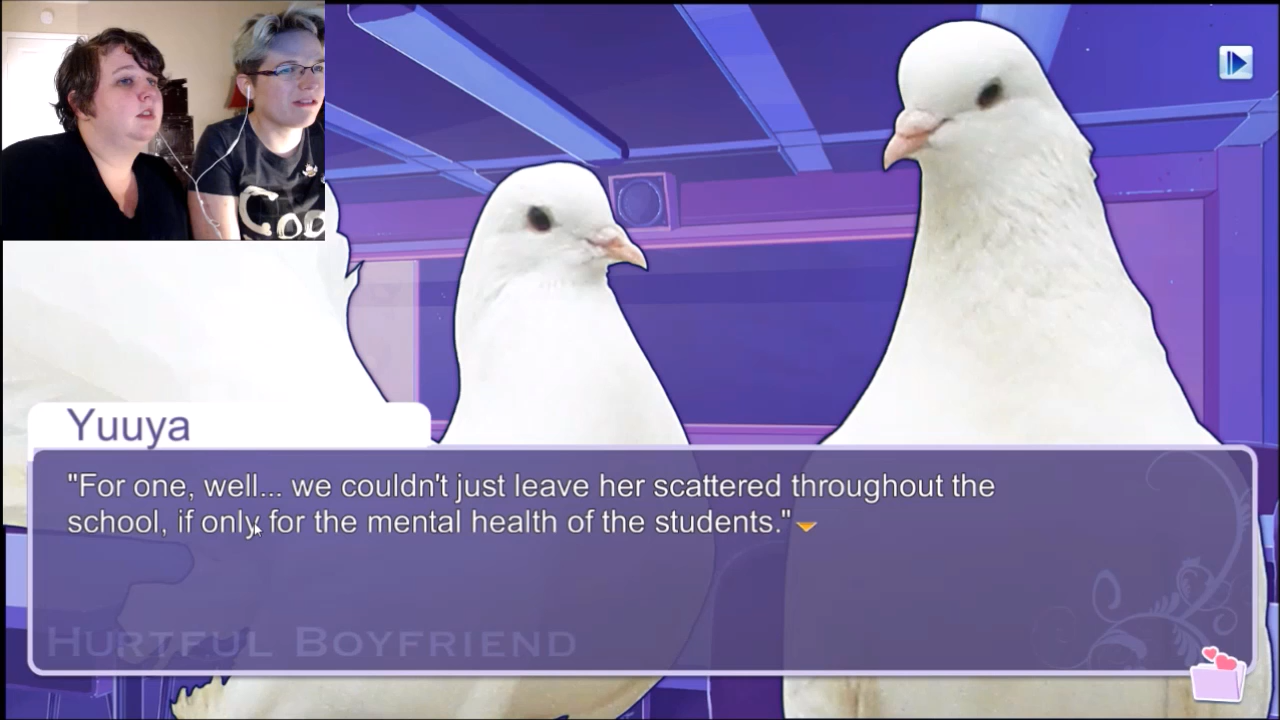 Coo
Yuuya
"For one, well... we couldn't just leave her scattered throughout the
school, if only for the mental health of the students."
HURTFUL BOYFRIEND